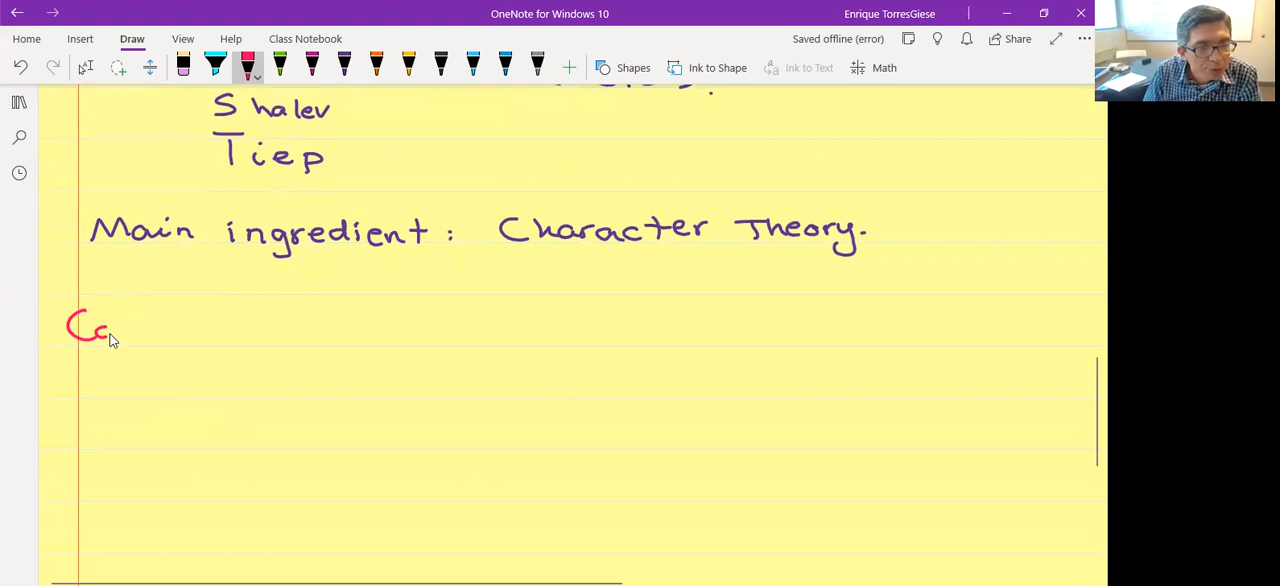 OneNote for Windows 10
Enrique TorresGiese
Home Insert Draw View Help Class Notebook
Saved offline (error)
Share
Shapes
Ink to Shape
Ink to Text
Math
Shalev
Tiep
Main ingredient: Character Theory.
Co